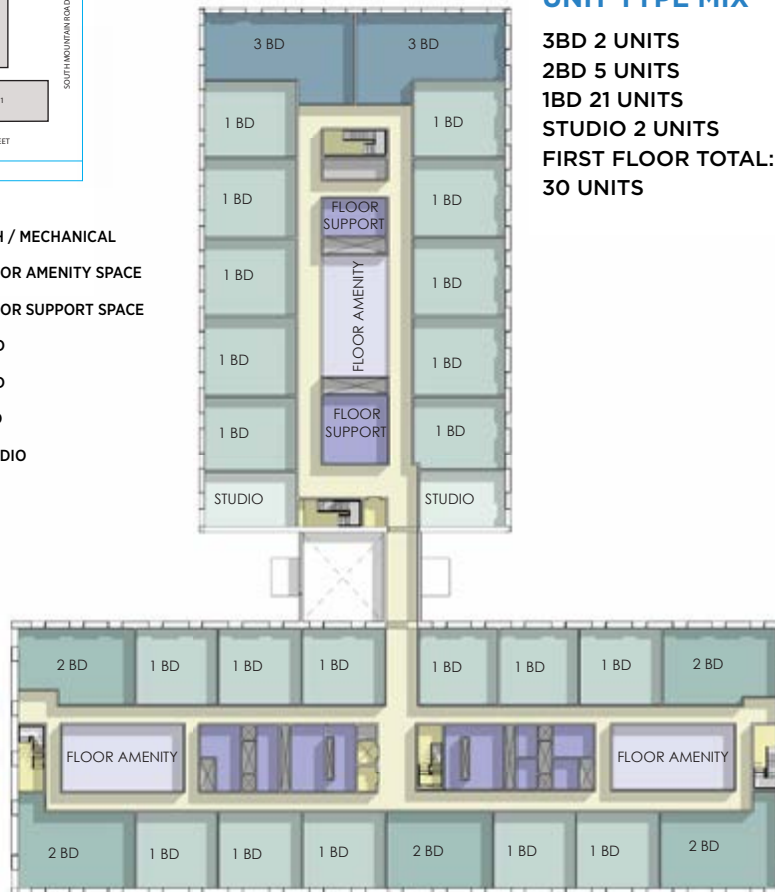 UNIT TYPE MIX
3BD 2 UNITS
2BD 5 UNITS
1BD 21 UNITS
STUDIO 2 UNITS
FIRST FLOOR TOTAL:
30 UNITS
SOUTH MOUNTAIN ROAD
1
/ MECHANICAL
AMENITY SPACE
SUPPORT SPACE
3 BD
3 BD
1 BD
1 BD
1 BD
1 BD
1 BD
1 BD
1 BD
1 BD
1 BD
1 BD
STUDIO
STUDIO
FLOOR
SUPPORT
FLOOR AMENITY
FLOOR
SUPPORT
2 BD
1 BD
1 BD
1 BD
1 BD
1 BD
1 BD
2 BD
FLOOR AMENITY
FLOOR AMENITY
2 BD
1 BD
1 BD
1 BD
2 BD
1 BD
1 BD
2 BD